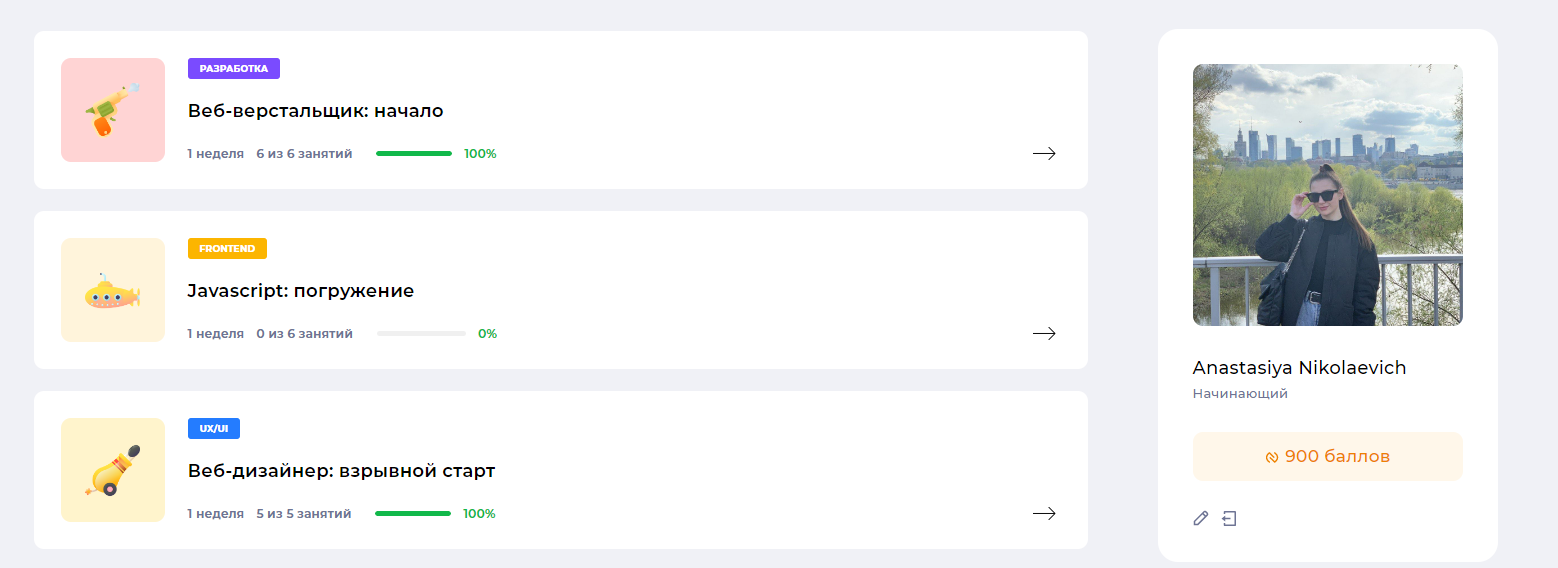 РАЗРАБОТКА
Веб-верстальщик: начало
1 неделя 6 из 6 занятий 100%
FRONTEND
Javascript: погружение
1 неделя 0 из 6 занятий 0%
UX/UI
Веб-дизайнер: взрывной старт
1 неделя 5 из 5 занятий 100%
Anastasiya Nikolaevich
Начинающий
900 баллов